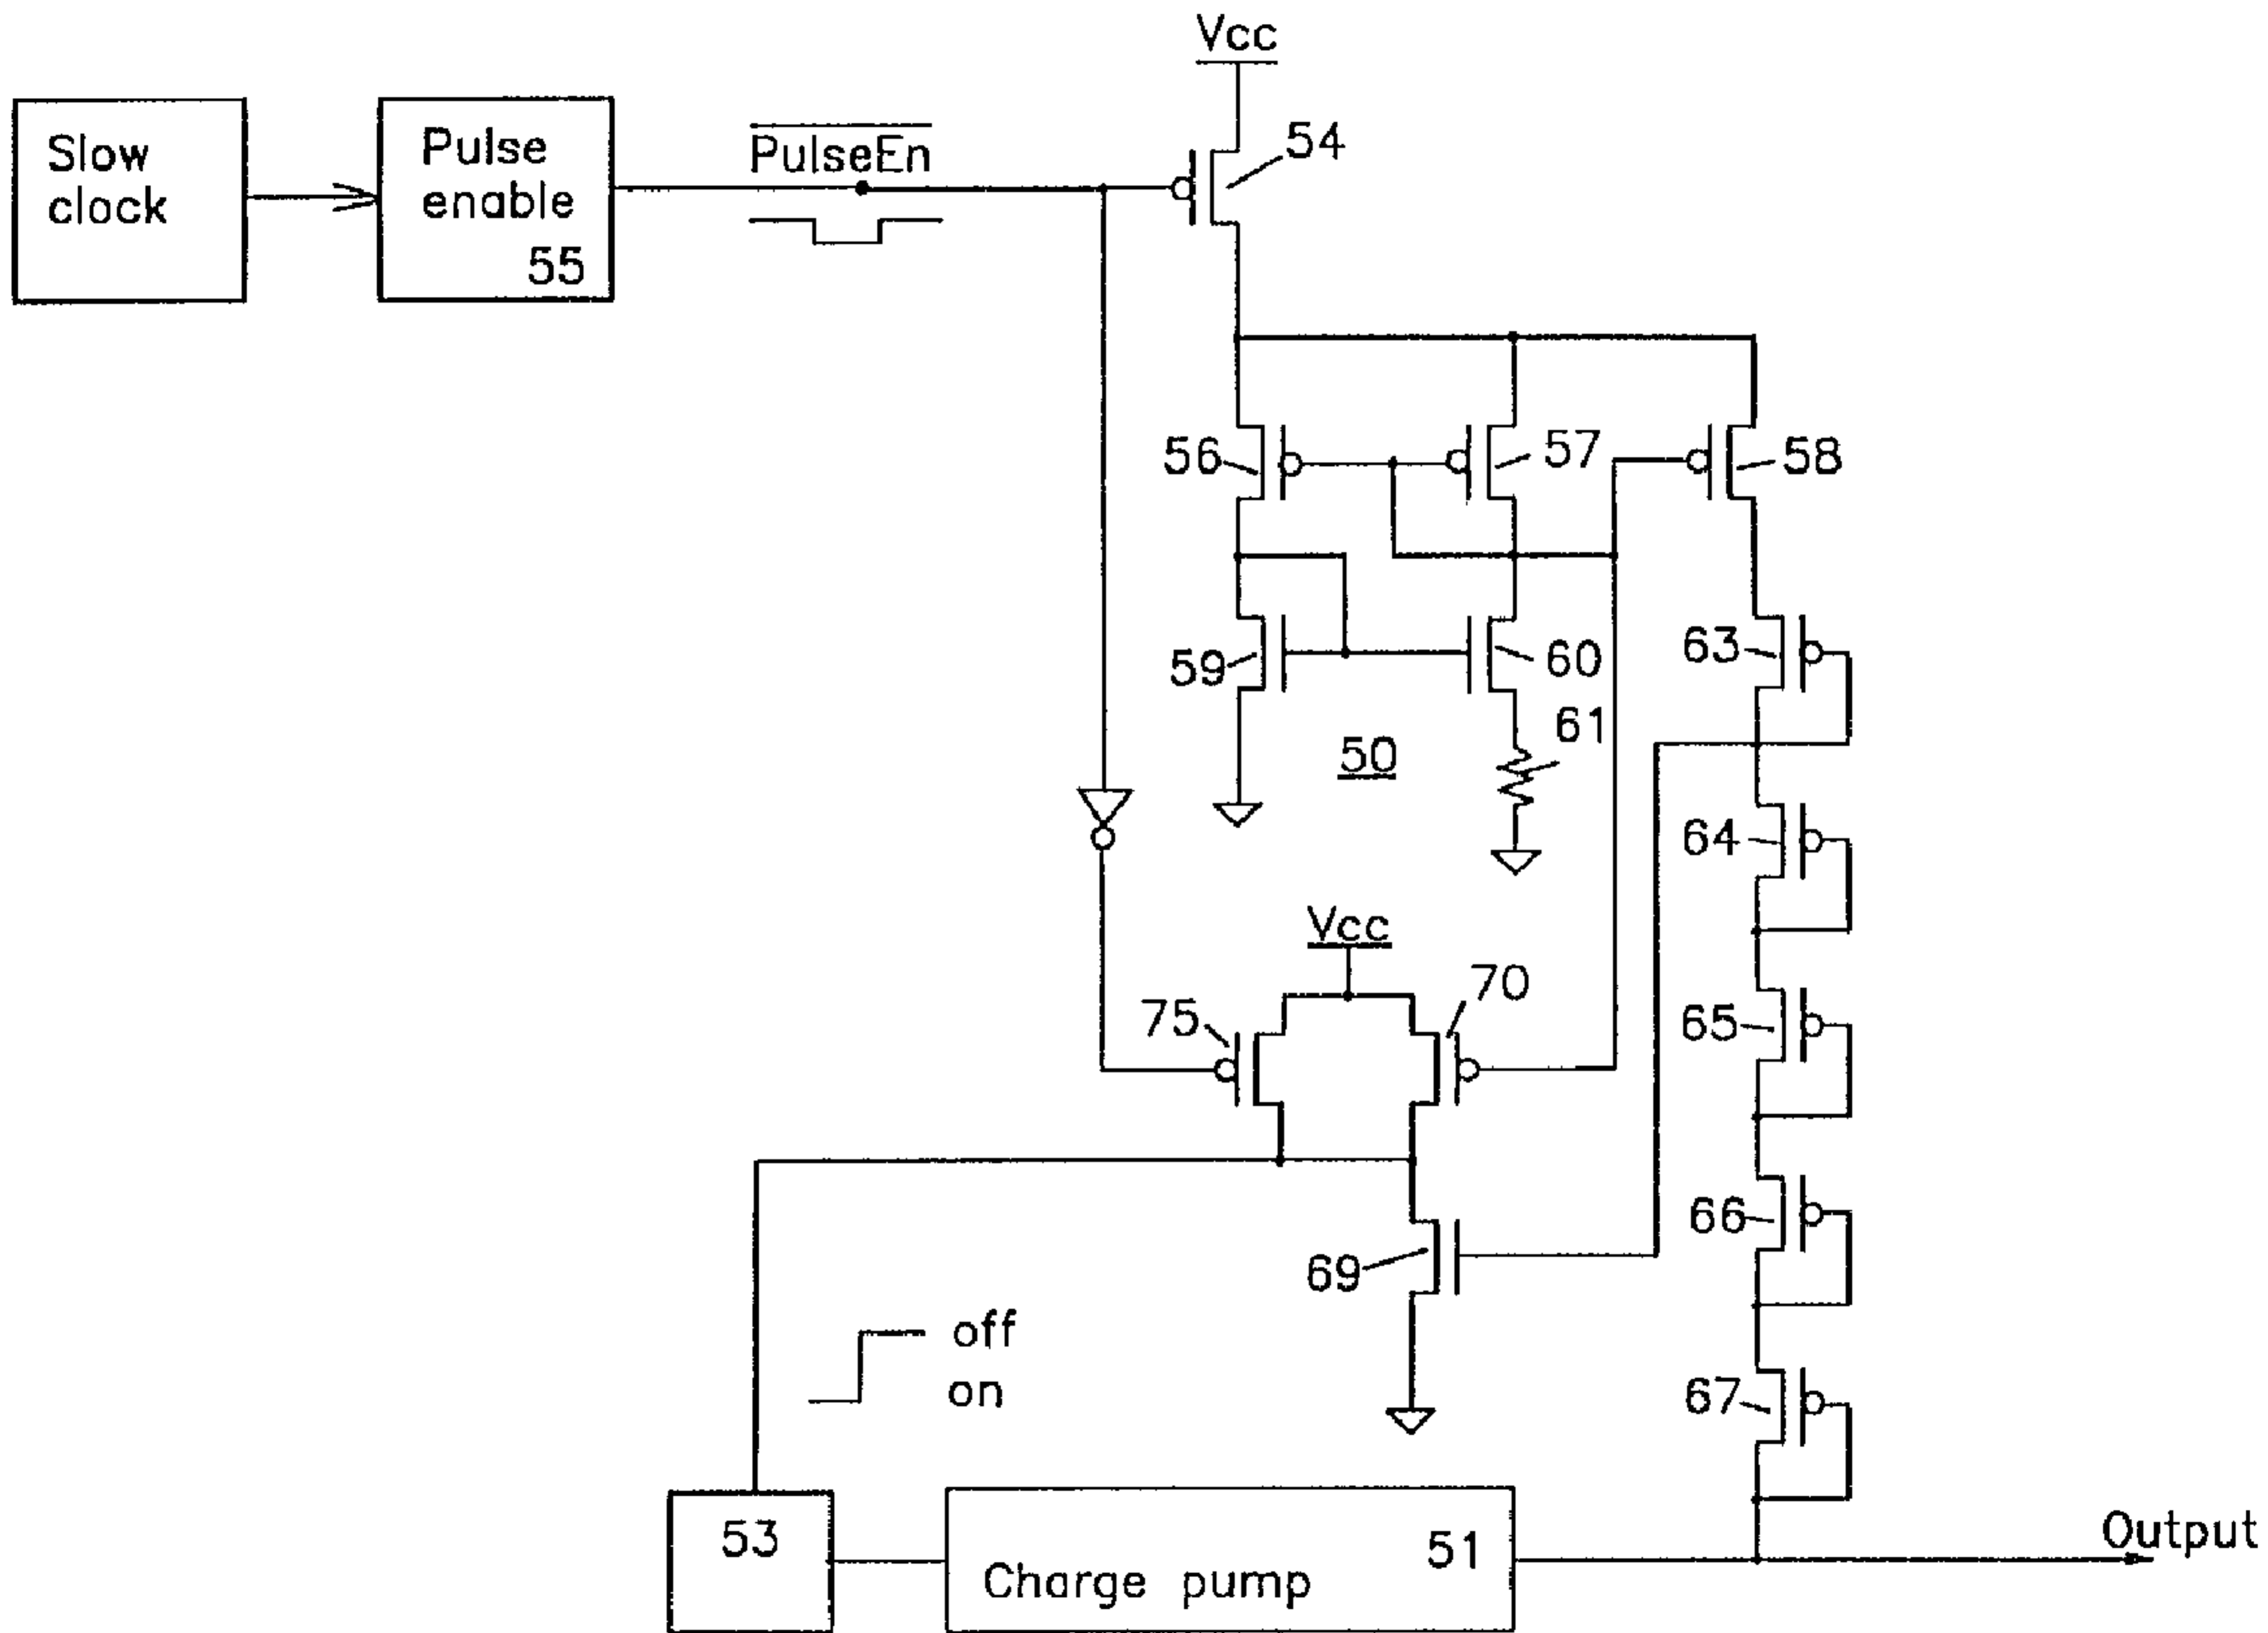 Vcc
Slow
clock
Pulse
enable
55
PulseEn
54
56
57
58
59
60
61
50
63
64
Vcc
75
70
65
66
69
off
on
67
53
51
Charge pump
Output